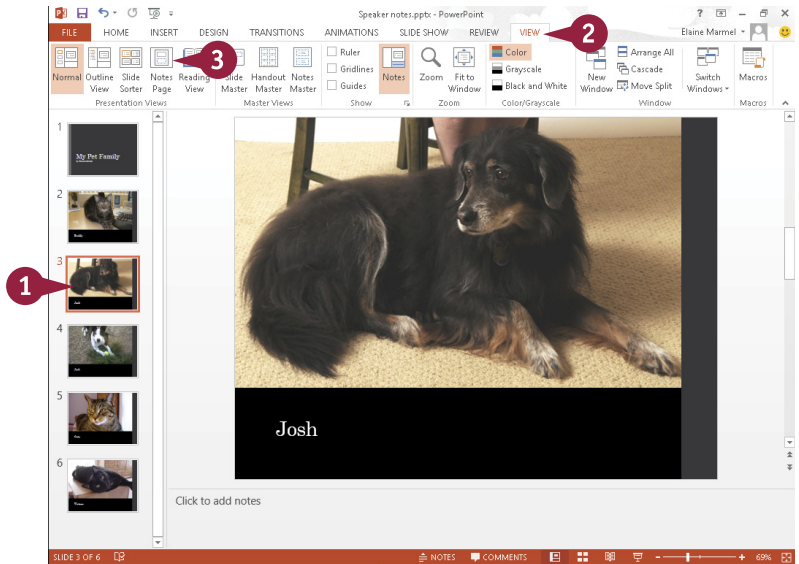 Speaker notes.pptx - PowerPoint
FILE HOME INSERT DESIGN TRANSITIONS ANIMATIONS SLIDE SHOW REVIEW VIEW Elaine Marmel
2
3
Normal
Outline View
Slide Sorter
Notes Page
Reading View
Presentation Views
Slide Master
Handout Master
Notes Master
Master Views
Ruler
Gridlines
Guides
Show
Notes
Zoom
Fit to Window
Zoom
Color
Grayscale
Black and White
Color/Grayscale
New Window
Arrange All
Cascade
Move Split
Switch Windows
Window
Macros
Macros
1
My Pet Family
2
3
1
4
5
6
Josh
Click to add notes
SLIDE 3 OF 6 NOTES COMMENTS 69%